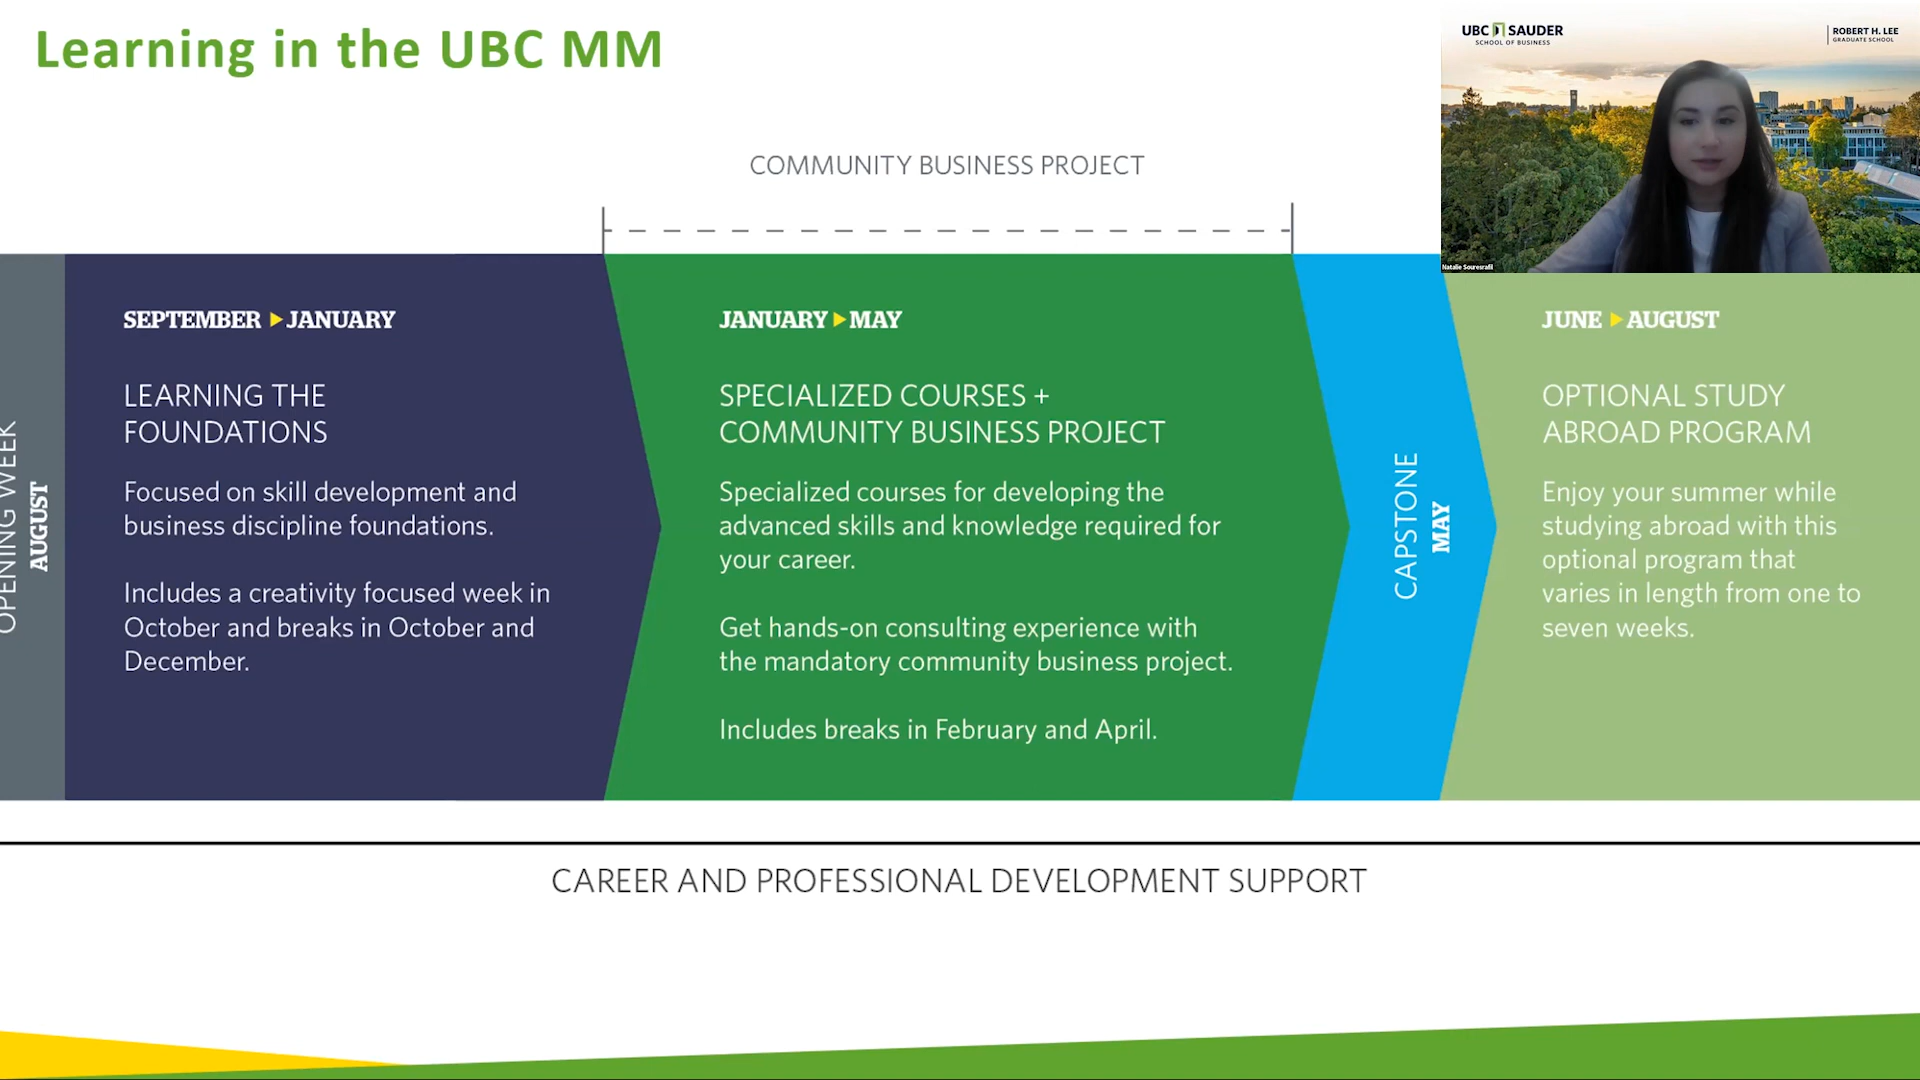 Learning in the UBC MM
UBC SAUDER
SCHOOL OF BUSINESS
ROBERT H. LEE
GRADUATE SCHOOL
Natalie Souresrafil
COMMUNITY BUSINESS PROJECT
OPENING WEEK
AUGUST
SEPTEMBER ▶ JANUARY
LEARNING THE
FOUNDATIONS
Focused on skill development and
business discipline foundations.
Includes a creativity focused week in
October and breaks in October and
December.
JANUARY ▶ MAY
SPECIALIZED COURSES +
COMMUNITY BUSINESS PROJECT
Specialized courses for developing the
advanced skills and knowledge required for
your career.
Get hands-on consulting experience with
the mandatory community business project.
Includes breaks in February and April.
CAPSTONE
MAY
JUNE ▶ AUGUST
OPTIONAL STUDY
ABROAD PROGRAM
Enjoy your summer while
studying abroad with this
optional program that
varies in length from one to
seven weeks.
CAREER AND PROFESSIONAL DEVELOPMENT SUPPORT